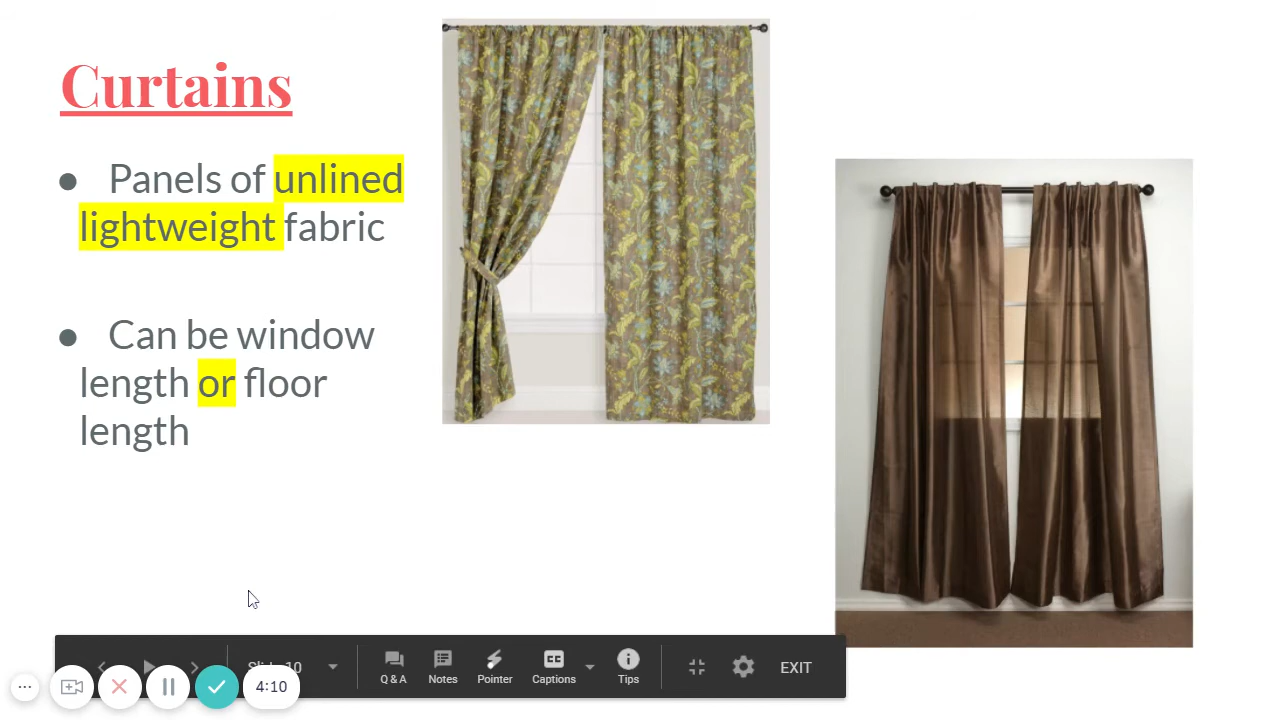 Curtains
● Panels of unlined
lightweight fabric
● Can be window
length or floor
length
Q & A
Notes
Pointer
CC
Captions
Tips
EXIT
4:10